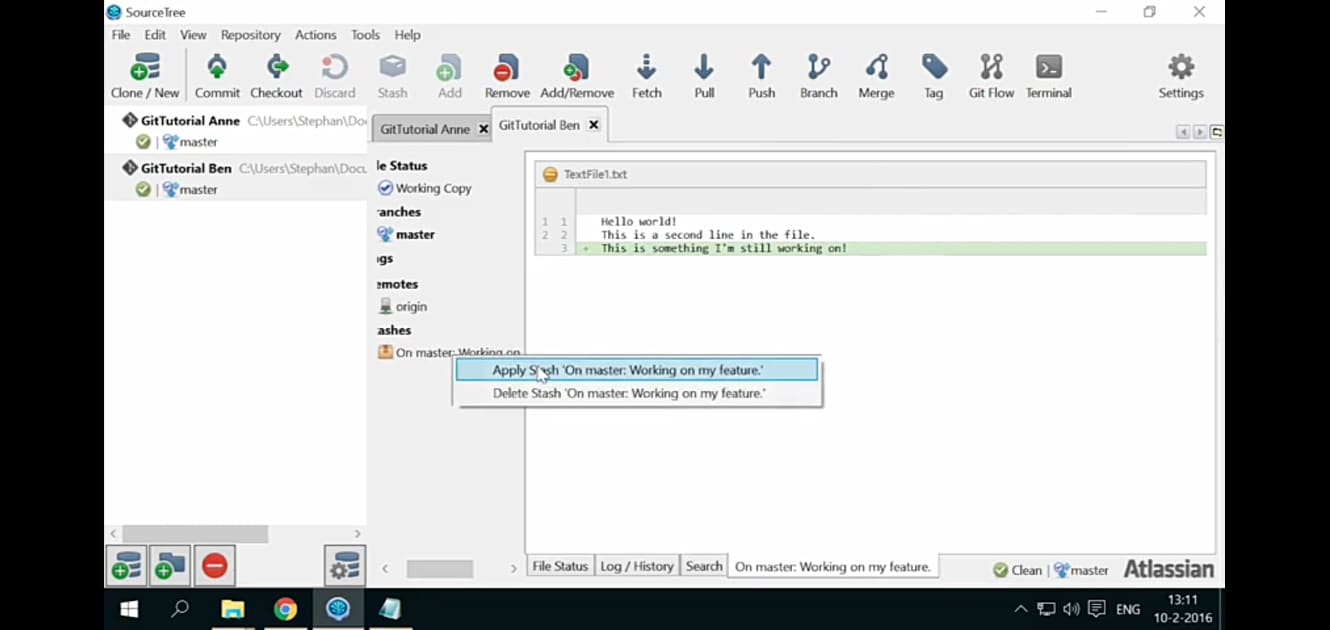 SourceTree
File Edit View Repository Actions Tools Help
Clone / New Commit Checkout Discard Stash Add Remove Add/Remove Fetch Pull Push Branch Merge Tag Git Flow Terminal Settings
GitTutorial Anne C:\Users\Stephan\Do
master
GitTutorial Ben C:\Users\Stephan\Docu
master
GitTutorial Anne GitTutorial Ben
le Status
Working Copy
ranches
master
gs
emotes
origin
ashes
On master: Working on
TextFile1.txt
1 1 Hello world!
2 2 This is a second line in the file.
3 + This is something I'm still working on!
Apply Stash 'On master: Working on my feature.'
Delete Stash 'On master: Working on my feature.'
File Status Log / History Search On master: Working on my feature.
Clean | master Atlassian
ENG
13:11
10-2-2016